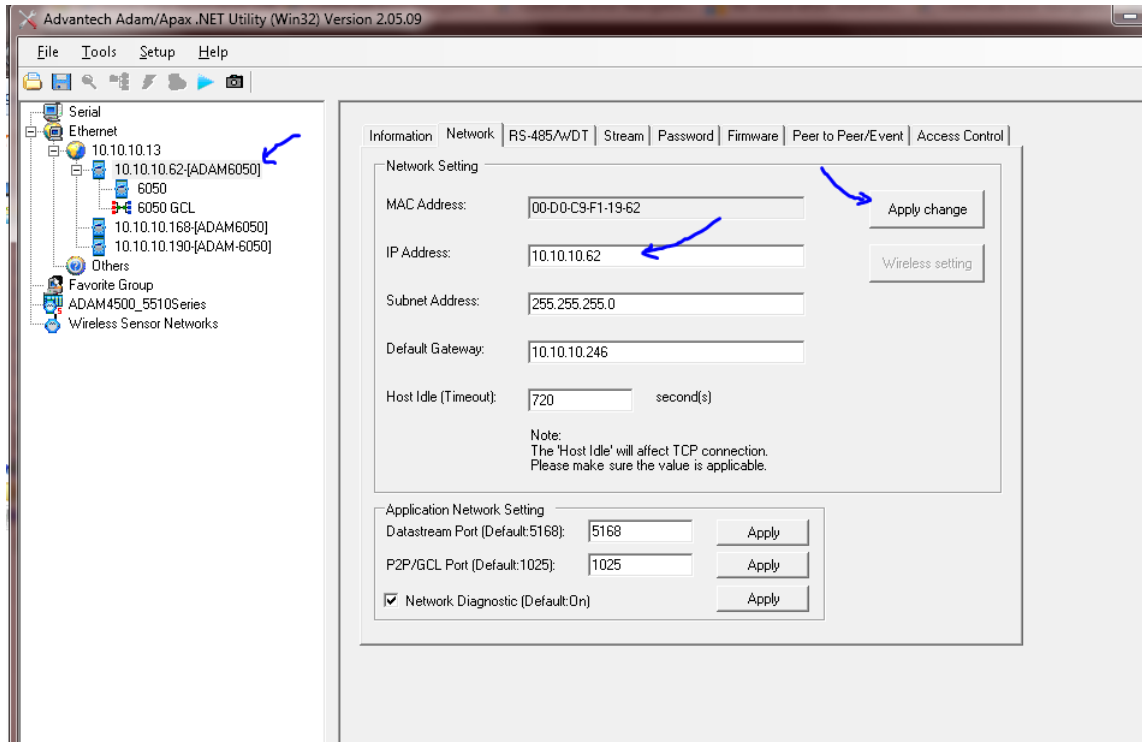 Advantech Adam/Apax .NET Utility (Win32) Version 2.05.09
File Tools Setup Help
Serial
Ethernet
10.10.10.13
10.10.10.62-[ADAM6050]
6050
6050 GCL
10.10.10.168-[ADAM6050]
10.10.10.190-[ADAM-6050]
Others
Favorite Group
ADAM4500_5510Series
Wireless Sensor Networks
Information Network RS-485/WDT Stream Password Firmware Peer to Peer/Event Access Control
Network Setting
MAC Address: 00-D0-C9-F1-19-62 Apply change
IP Address: 10.10.10.62 Wireless setting
Subnet Address: 255.255.255.0
Default Gateway: 10.10.10.246
Host Idle (Timeout): 720 second(s)
Note:
The 'Host Idle' will affect TCP connection.
Please make sure the value is applicable.
Application Network Setting
Datastream Port (Default:5168): 5168 Apply
P2P/GCL Port (Default:1025): 1025 Apply
Network Diagnostic (Default:On) Apply